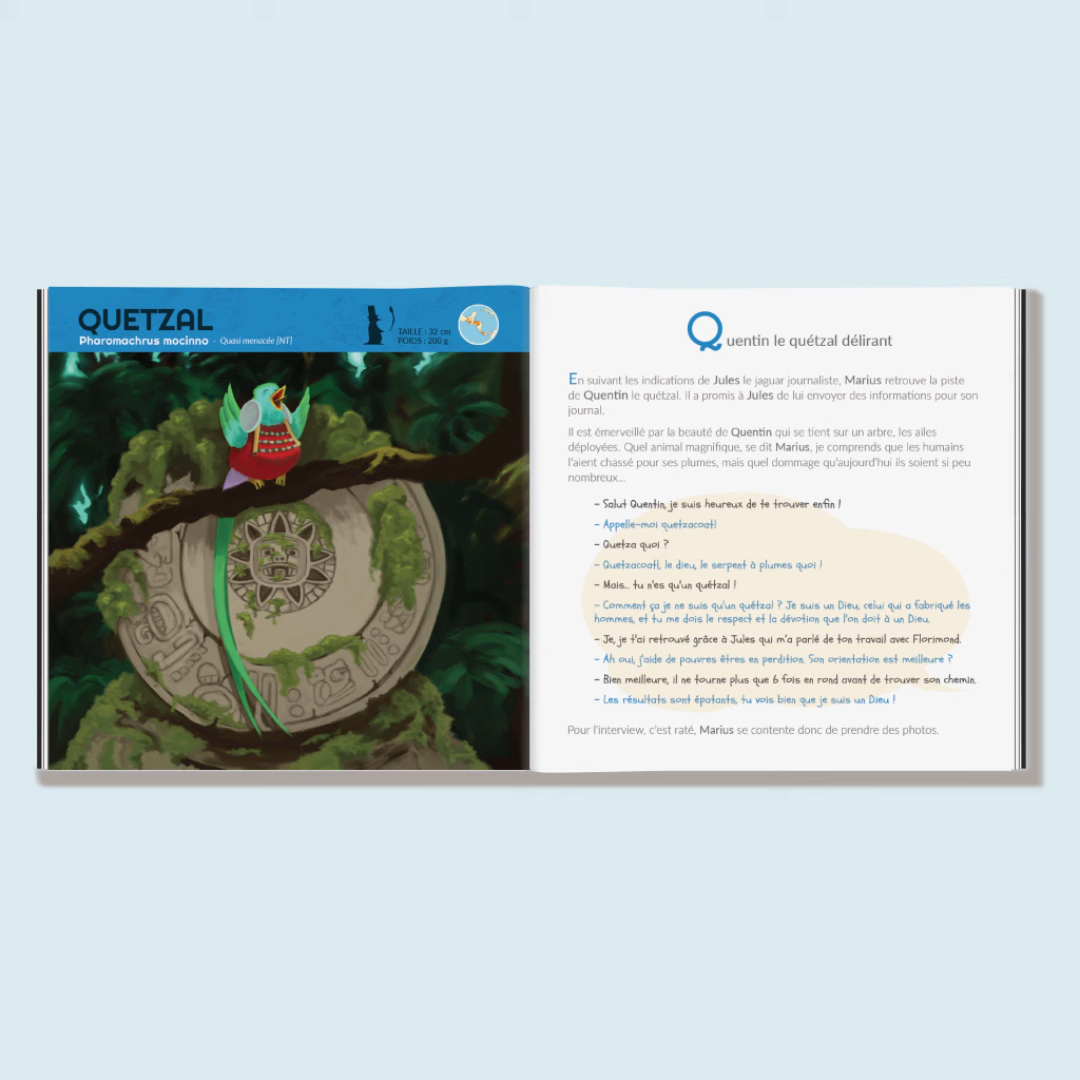 QUETZAL
Pharomachrus mocinno - Quasi menacée [NT]
TAILLE : 32 cm
POIDS : 200 g
Quentin le quétzal délirant
En suivant les indications de Jules le jaguar journaliste, Marius retrouve la piste
de Quentin le quétzal. Il a promis à Jules de lui envoyer des informations pour son
journal.
Il est émerveillé par la beauté de Quentin qui se tient sur un arbre, les ailes
déployées. Quel animal magnifique, se dit Marius, je comprends que les humains
l'aient chassé pour ses plumes, mais quel dommage qu'aujourd'hui ils soient si peu
nombreux...
– Salut Quentin, je suis heureux de te trouver enfin !
– Appelle-moi quetzacoatl
– Quetza quoi ?
– Quetzacoatl, le dieu, le serpent à plumes quoi !
– Mais... tu n'es qu'un quétzal !
– Comment ça je ne suis qu'un quétzal ? Je suis un Dieu, celui qui a fabriqué les
hommes, et tu me dois le respect et la dévotion que l'on doit à un Dieu.
– Je, je t'ai retrouvé grâce à Jules qui m'a parlé de ton travail avec Florimond.
– Ah oui, j'aide de pauvres êtres en perdition. Son orientation est meilleure ?
– Bien meilleure, il ne tourne plus que 6 fois en rond avant de trouver son chemin.
– Les résultats sont épatants, tu vois bien que je suis un Dieu !
Pour l'interview, c'est raté, Marius se contente donc de prendre des photos.